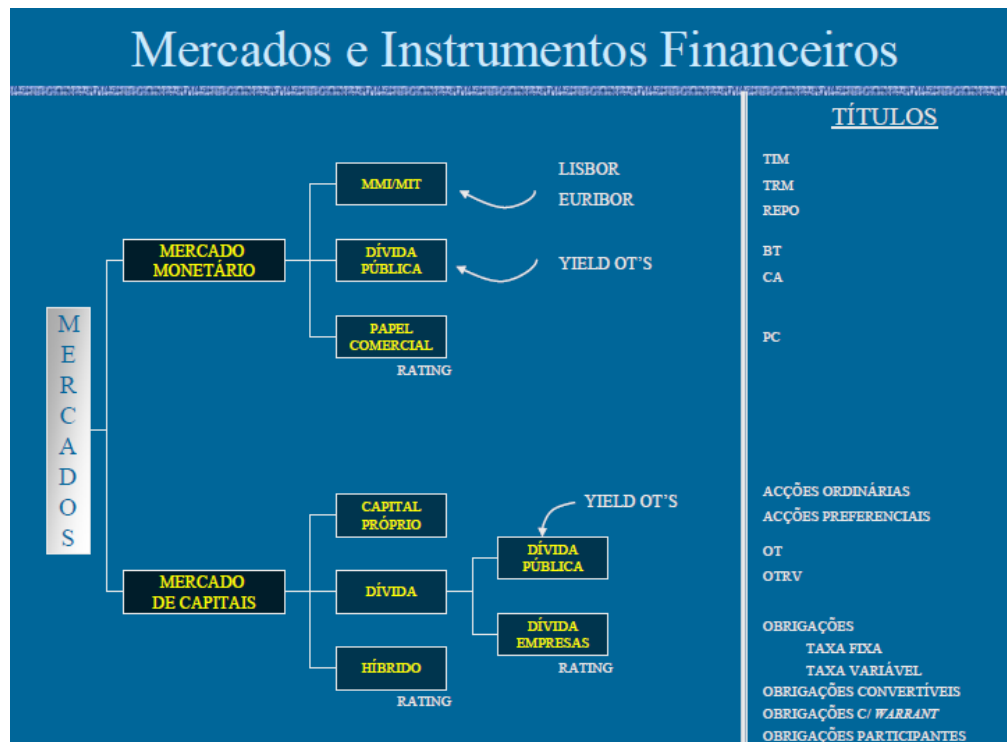 Mercados e Instrumentos Financeiros
TÍTULOS
MERCADOS
MERCADO
MONETÁRIO
MMI/MIT
LISBOR
EURIBOR
DÍVIDA
PÚBLICA
YIELD OT'S
PAPEL
COMERCIAL
RATING
MERCADO
DE CAPITAIS
CAPITAL
PRÓPRIO
DÍVIDA
YIELD OT'S
DÍVIDA
PÚBLICA
DÍVIDA
EMPRESAS
RATING
HÍBRIDO
RATING
TIM
TRM
REPO
BT
CA
PC
ACÇÕES ORDINÁRIAS
ACÇÕES PREFERENCIAIS
OT
OTRV
OBRIGAÇÕES
TAXA FIXA
TAXA VARIÁVEL
OBRIGAÇÕES CONVERTÍVEIS
OBRIGAÇÕES C/ WARRANT
OBRIGAÇÕES PARTICIPANTES